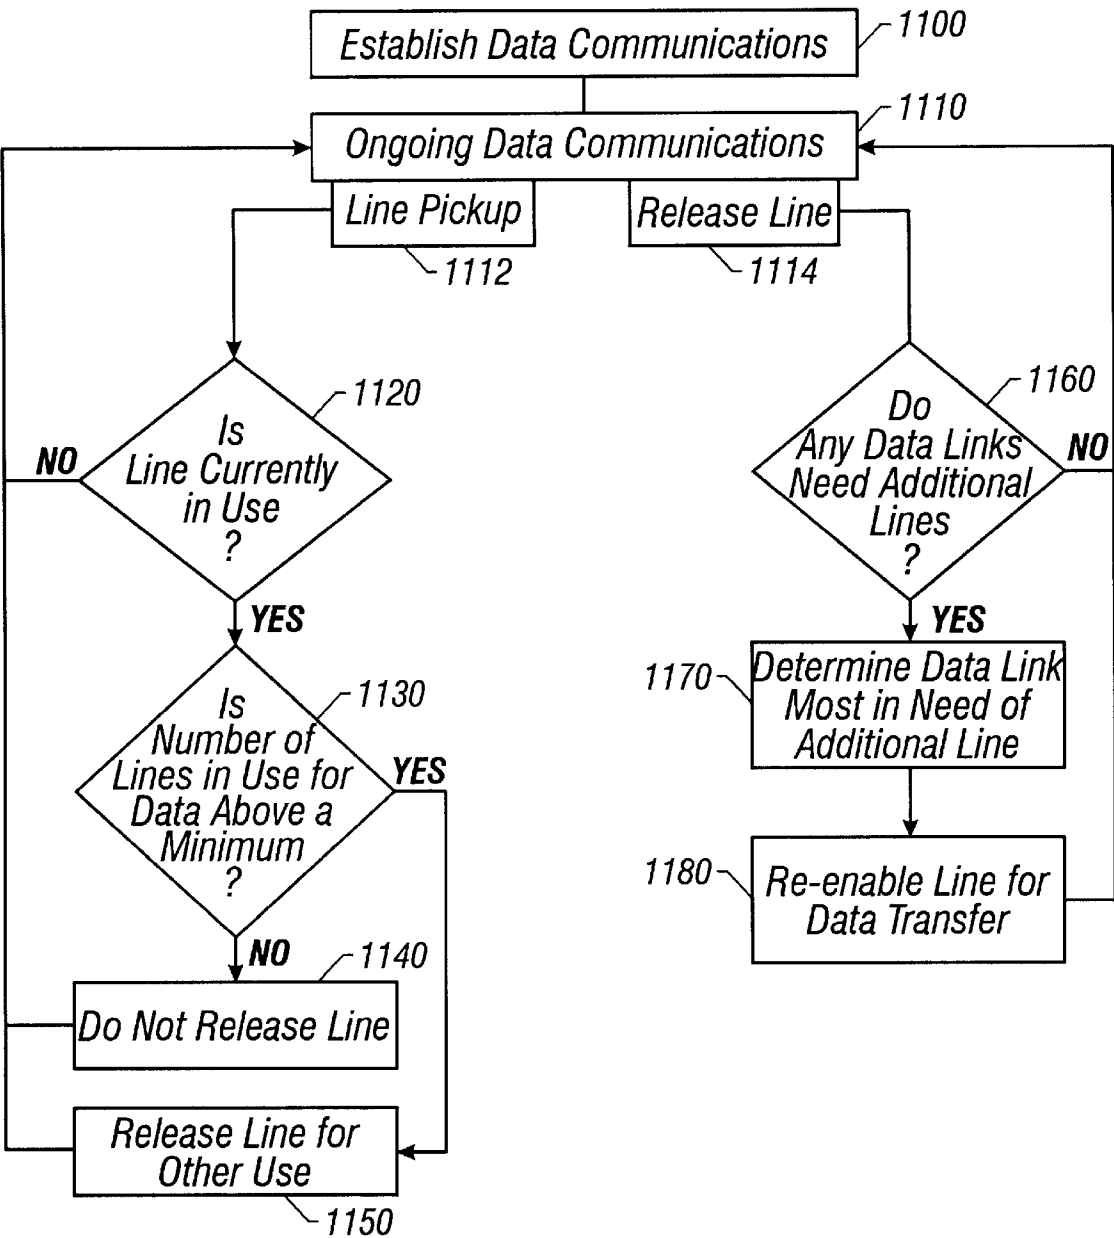 Establish Data Communications
1100
Ongoing Data Communications
1110
Line Pickup
1112
Release Line
1114
Is
Line Currently
in Use
?
1120
NO
YES
Is
Number of
Lines in Use for
Data Above a
Minimum
?
1130
YES
NO
Do Not Release Line
1140
Release Line for
Other Use
1150
Do
Any Data Links
Need Additional
Lines
?
1160
NO
YES
1170
Determine Data Link
Most in Need of
Additional Line
1180
Re-enable Line for
Data Transfer